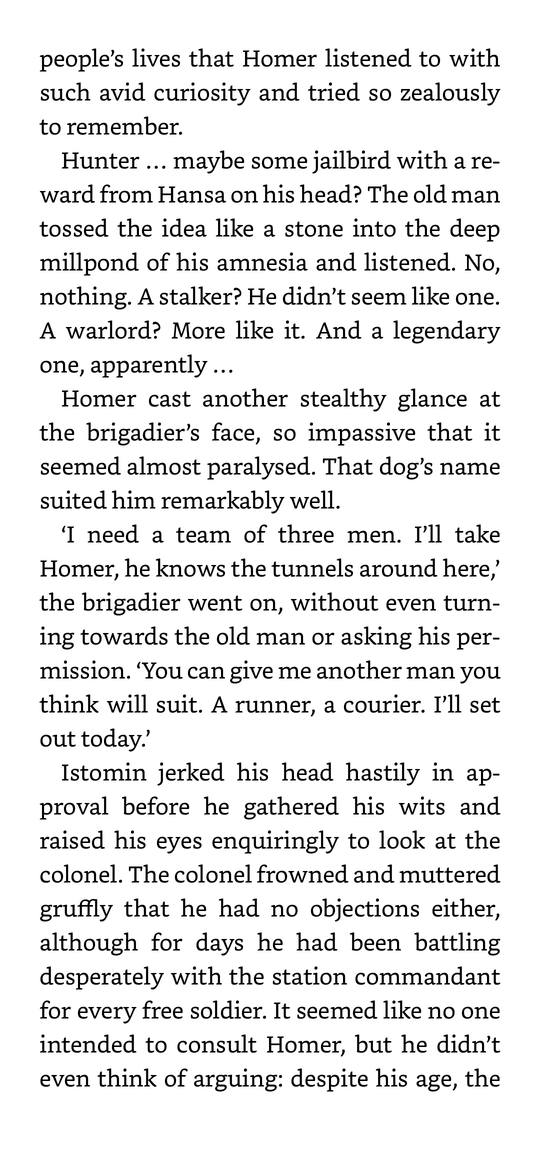 people’s lives that Homer listened to with
such avid curiosity and tried so zealously
to remember.
Hunter … maybe some jailbird with a re-
ward from Hansa on his head? The old man
tossed the idea like a stone into the deep
millpond of his amnesia and listened. No,
nothing. A stalker? He didn’t seem like one.
A warlord? More like it. And a legendary
one, apparently …
Homer cast another stealthy glance at
the brigadier’s face, so impassive that it
seemed almost paralysed. That dog’s name
suited him remarkably well.
‘I need a team of three men. I’ll take
Homer, he knows the tunnels around here,’
the brigadier went on, without even turn-
ing towards the old man or asking his per-
mission. ‘You can give me another man you
think will suit. A runner, a courier. I’ll set
out today.’
Istomin jerked his head hastily in ap-
proval before he gathered his wits and
raised his eyes enquiringly to look at the
colonel. The colonel frowned and muttered
gruffly that he had no objections either,
although for days he had been battling
desperately with the station commandant
for every free soldier. It seemed like no one
intended to consult Homer, but he didn’t
even think of arguing: despite his age, the